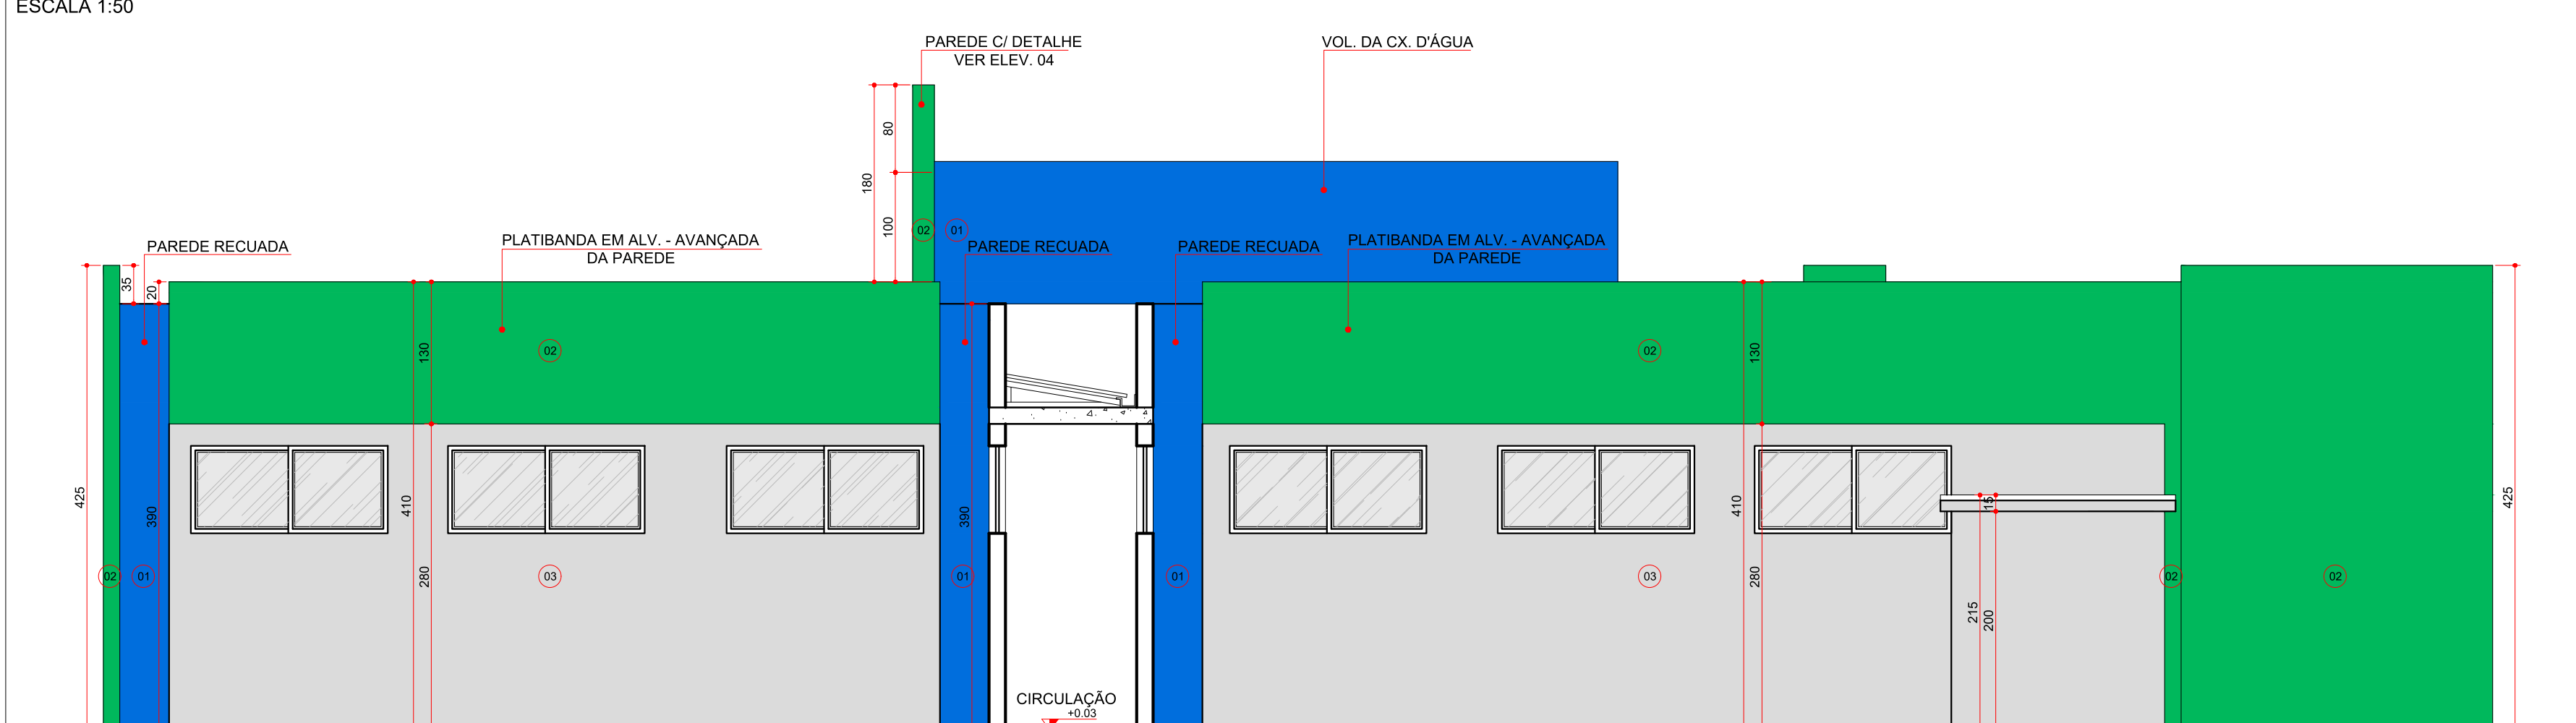 ESCALA 1:50
PAREDE C/ DETALHE
VER ELEV. 04
VOL. DA CX. D'ÁGUA
80
180
100
02
01
PAREDE RECUADA
PLATIBANDA EM ALV. - AVANÇADA
DA PAREDE
PAREDE RECUADA
PAREDE RECUADA
PLATIBANDA EM ALV. - AVANÇADA
DA PAREDE
35
20
130
02
02
130
425
390
410
390
410
15
425
280
280
02
01
03
01
01
03
02
02
215
200
CIRCULAÇÃO
+0.03